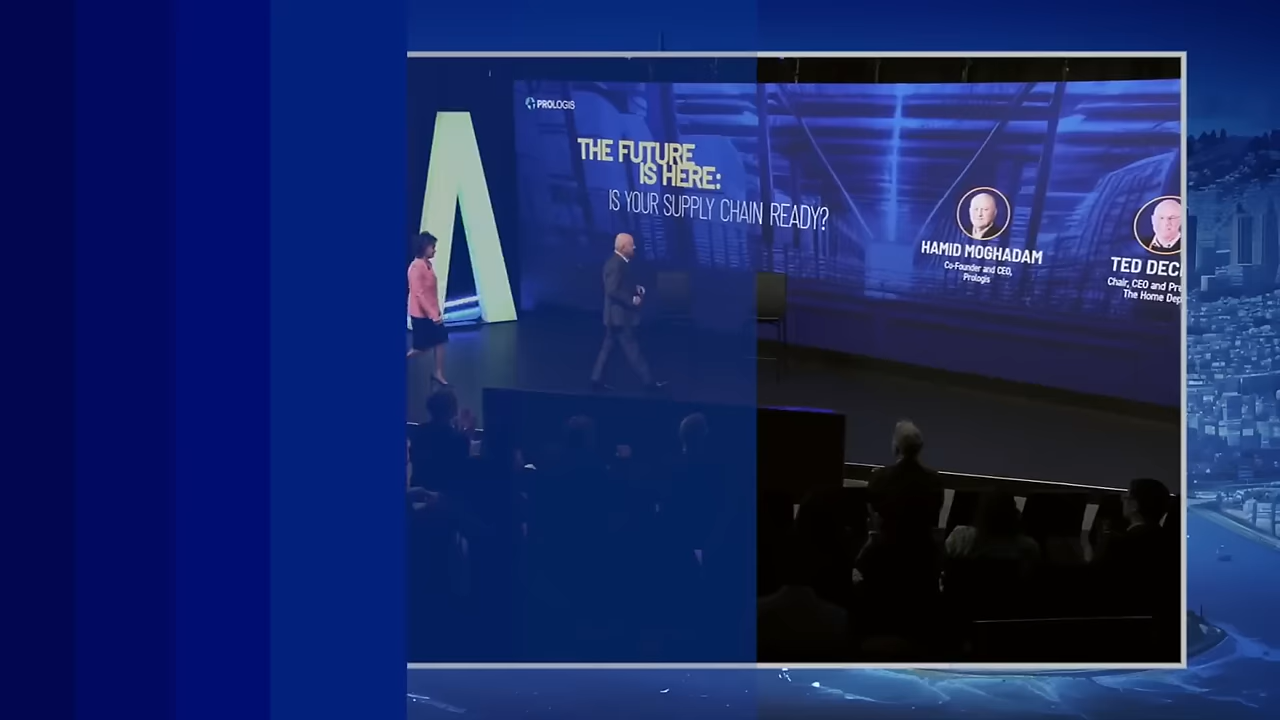 PROLOGIS
THE FUTURE
IS HERE:
IS YOUR SUPPLY CHAIN READY?
HAMID MOGHADAM
Co-Founder and CEO,
Prologis
TED DEC
Chair, CEO and Pr
The Home Dep